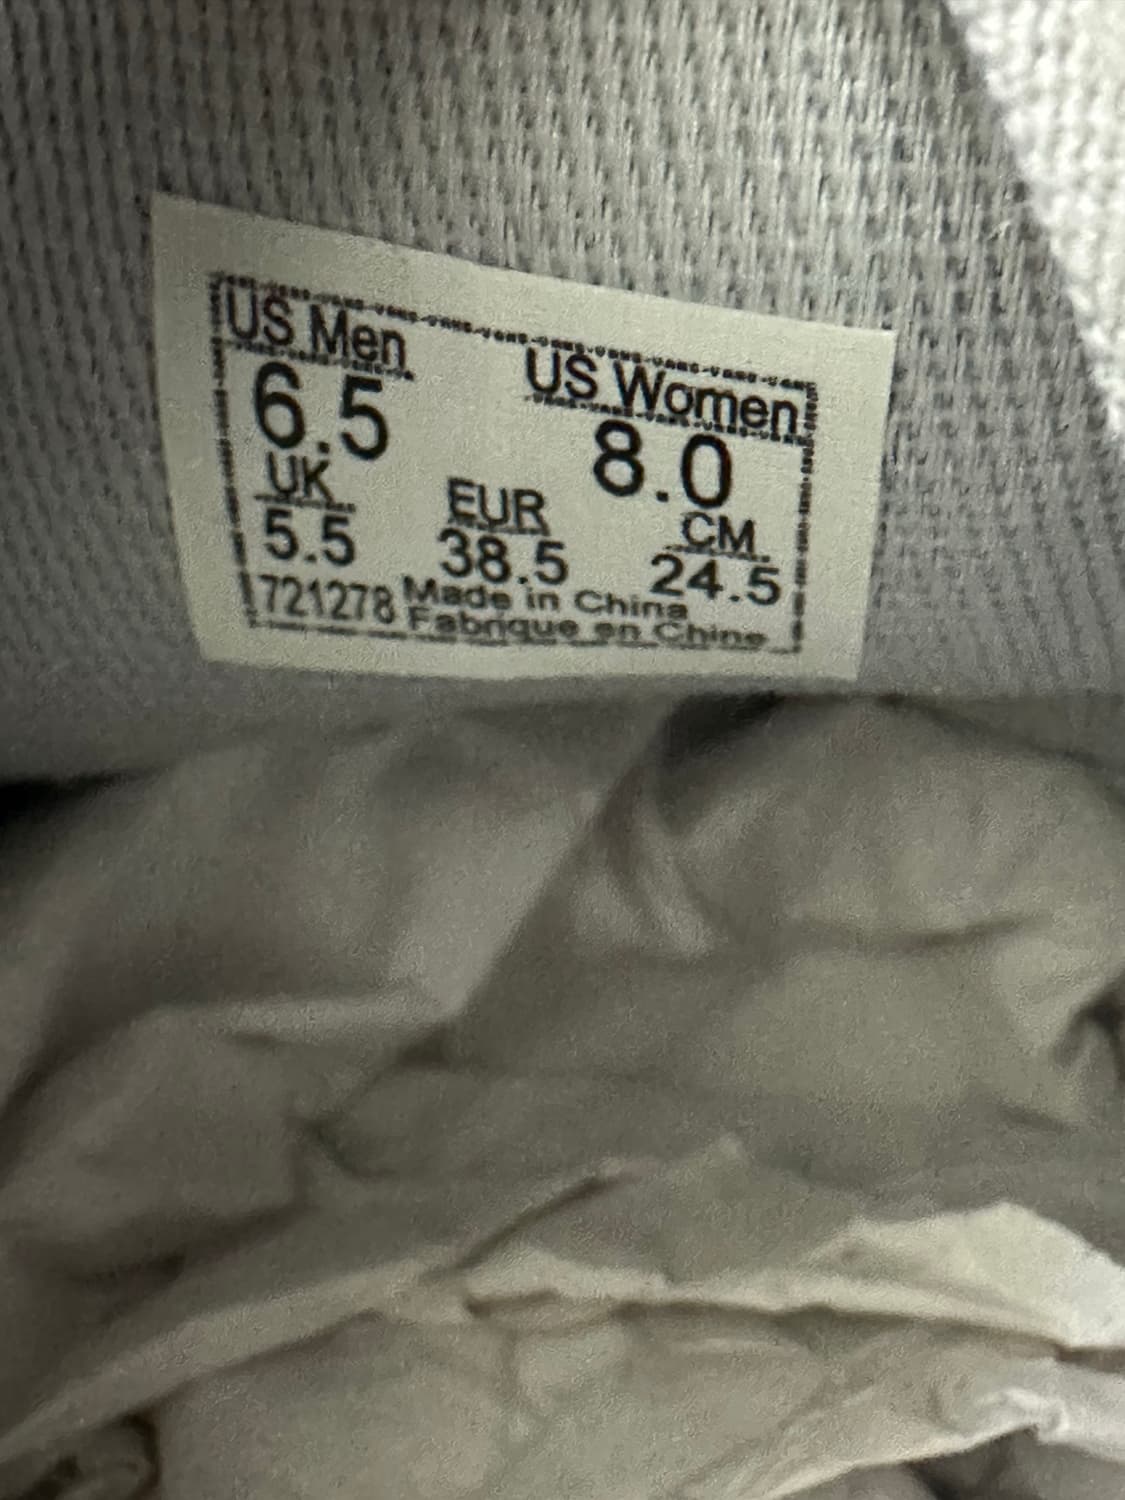 US Men US Women
6.5 8.0
UK EUR CM
5.5 38.5 24.5
721278 Made in China
Fabrique en Chine